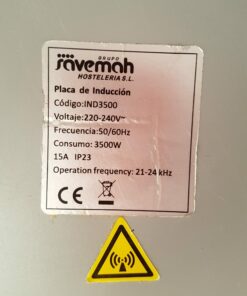 GRUPO
savemah
HOSTELERIA S.L.
Placa de Inducción
Código:IND3500
Voltaje:220-240V~
Frecuencia:50/60Hz
Consumo: 3500W
15A IP23
Operation frequency: 21-24 kHz
CE